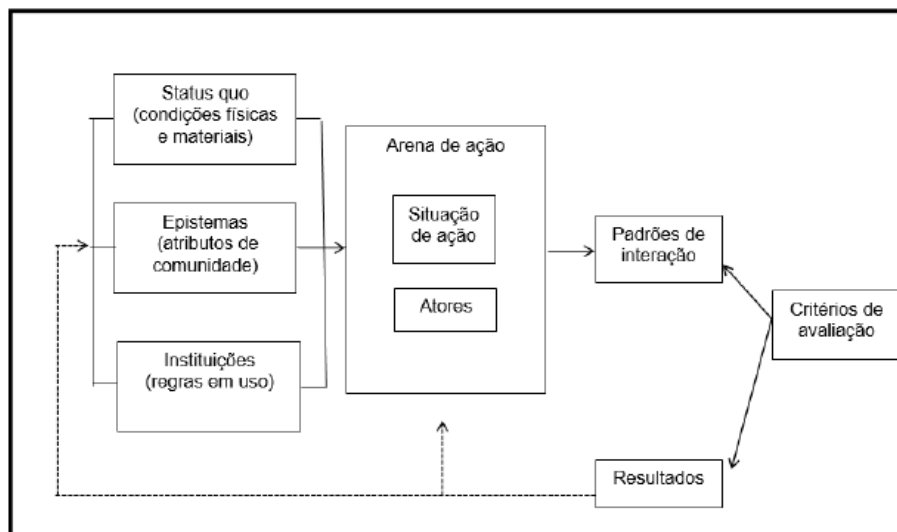 Status quo
(condições físicas
e materiais)
Epistemas
(atributos de
comunidade)
Instituições
(regras em uso)
Arena de ação
Situação
de ação
Atores
Padrões de
interação
Critérios de
avaliação
Resultados